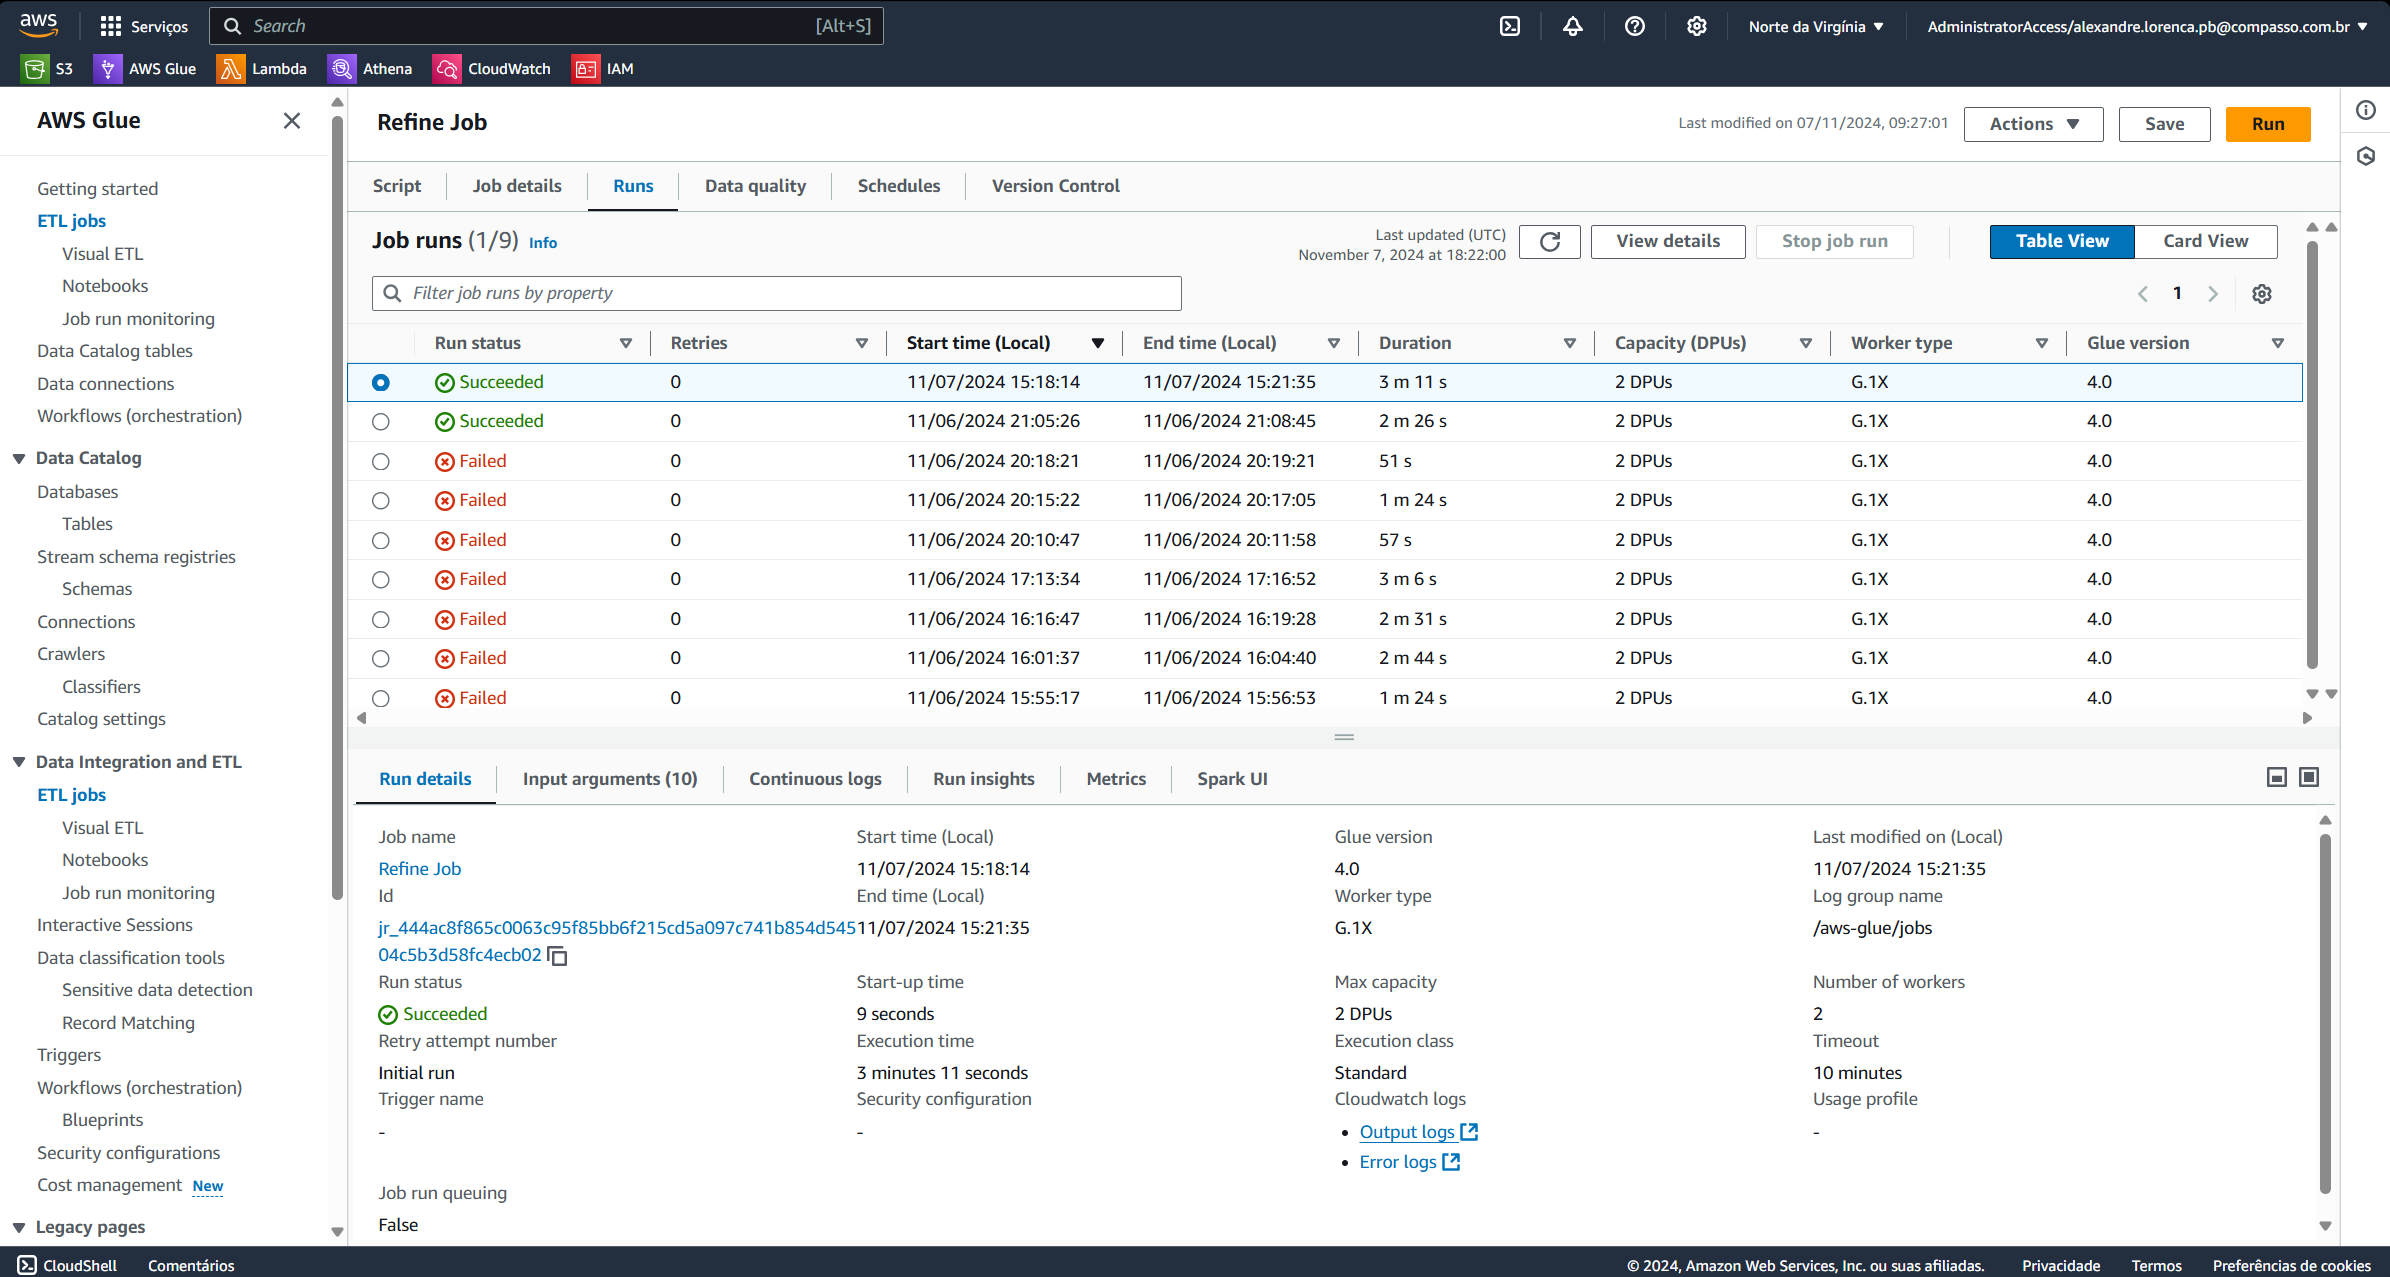 aws
Serviços
Search
[Alt+S]
Norte da Virgínia
AdministratorAccess/alexandre.lorenca.pb@compasso.com.br
S3
AWS Glue
Lambda
Athena
CloudWatch
IAM
AWS Glue
Getting started
ETL jobs
Visual ETL
Notebooks
Job run monitoring
Data Catalog tables
Data connections
Workflows (orchestration)
Data Catalog
Databases
Tables
Stream schema registries
Schemas
Connections
Crawlers
Classifiers
Catalog settings
Data Integration and ETL
ETL jobs
Visual ETL
Notebooks
Job run monitoring
Interactive Sessions
Data classification tools
Sensitive data detection
Record Matching
Triggers
Workflows (orchestration)
Blueprints
Security configurations
Cost management New
Legacy pages
Refine Job
Last modified on 07/11/2024, 09:27:01
Actions
Save
Run
Script
Job details
Runs
Data quality
Schedules
Version Control
Job runs (1/9) Info
Last updated (UTC)
November 7, 2024 at 18:22:00
View details
Stop job run
Table View
Card View
Filter job runs by property
1
Run status Retries Start time (Local) End time (Local) Duration Capacity (DPUs) Worker type Glue version
Succeeded 0 11/07/2024 15:18:14 11/07/2024 15:21:35 3 m 11 s 2 DPUs G.1X 4.0
Succeeded 0 11/06/2024 21:05:26 11/06/2024 21:08:45 2 m 26 s 2 DPUs G.1X 4.0
Failed 0 11/06/2024 20:18:21 11/06/2024 20:19:21 51 s 2 DPUs G.1X 4.0
Failed 0 11/06/2024 20:15:22 11/06/2024 20:17:05 1 m 24 s 2 DPUs G.1X 4.0
Failed 0 11/06/2024 20:10:47 11/06/2024 20:11:58 57 s 2 DPUs G.1X 4.0
Failed 0 11/06/2024 17:13:34 11/06/2024 17:16:52 3 m 6 s 2 DPUs G.1X 4.0
Failed 0 11/06/2024 16:16:47 11/06/2024 16:19:28 2 m 31 s 2 DPUs G.1X 4.0
Failed 0 11/06/2024 16:01:37 11/06/2024 16:04:40 2 m 44 s 2 DPUs G.1X 4.0
Failed 0 11/06/2024 15:55:17 11/06/2024 15:56:53 1 m 24 s 2 DPUs G.1X 4.0
Run details
Input arguments (10)
Continuous logs
Run insights
Metrics
Spark UI
Job name Start time (Local) Glue version Last modified on (Local)
Refine Job 11/07/2024 15:18:14 4.0 11/07/2024 15:21:35
Id End time (Local) Worker type Log group name
jr_444ac8f865c0063c95f85bb6f215cd5a097c741b854d545 11/07/2024 15:21:35 G.1X /aws-glue/jobs
04c5b3d58fc4ecb02
Run status Start-up time Max capacity Number of workers
Succeeded 9 seconds 2 DPUs 2
Retry attempt number Execution time Execution class Timeout
Initial run 3 minutes 11 seconds Standard 10 minutes
Trigger name Security configuration Cloudwatch logs Usage profile
- - • Output logs -
• Error logs
Job run queuing
False
CloudShell
Comentários
© 2024, Amazon Web Services, Inc. ou suas afiliadas.
Privacidade
Termos
Preferências de cookies